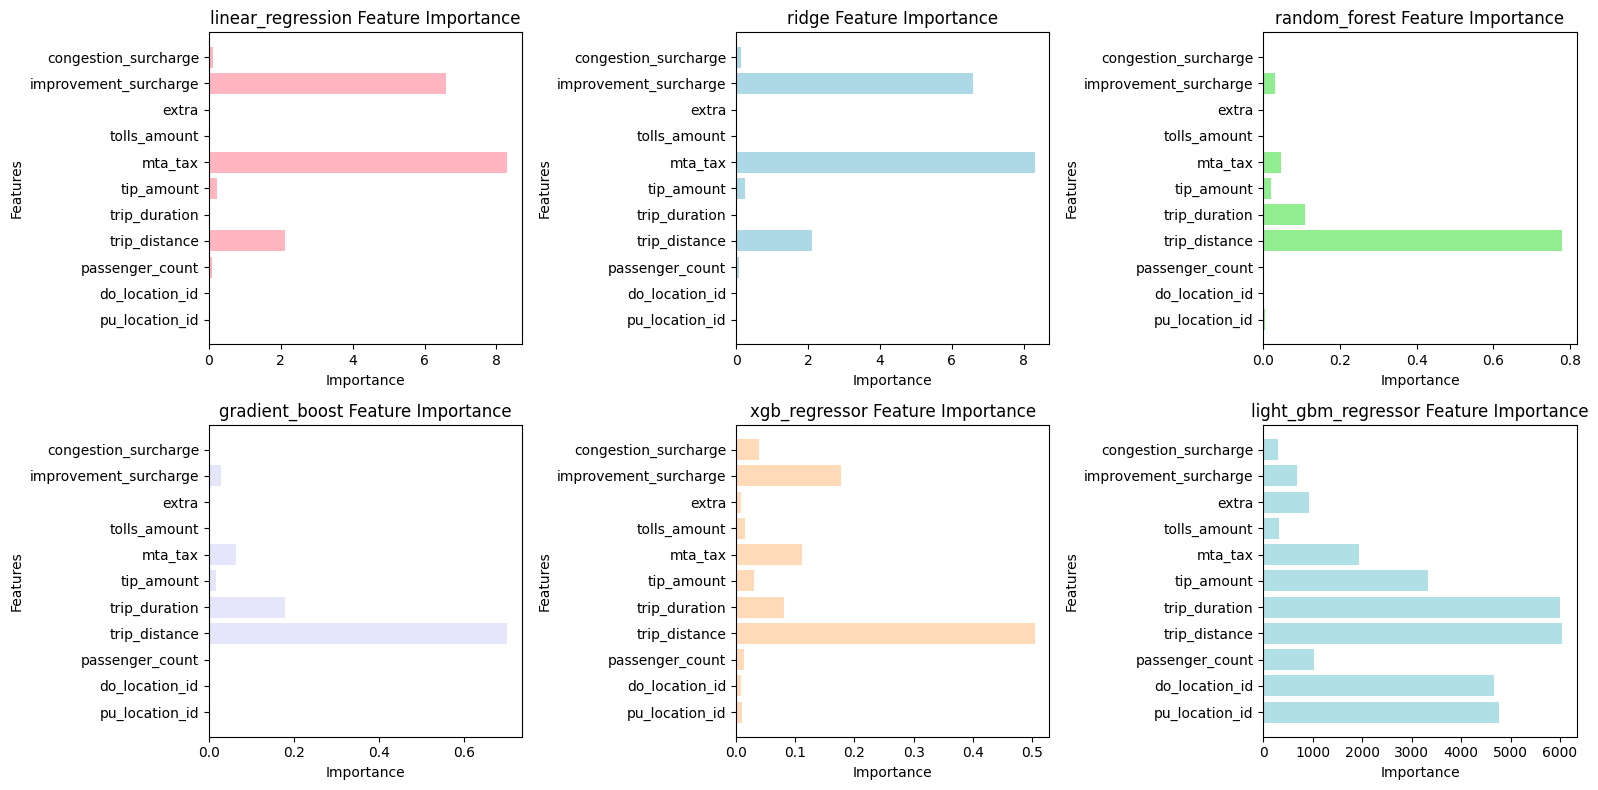 linear_regression Feature Importance
Features
congestion_surcharge
improvement_surcharge
extra
tolls_amount
mta_tax
tip_amount
trip_duration
trip_distance
passenger_count
do_location_id
pu_location_id
0 2 4 6 8
Importance
ridge Feature Importance
Features
congestion_surcharge
improvement_surcharge
extra
tolls_amount
mta_tax
tip_amount
trip_duration
trip_distance
passenger_count
do_location_id
pu_location_id
0 2 4 6 8
Importance
random_forest Feature Importance
Features
congestion_surcharge
improvement_surcharge
extra
tolls_amount
mta_tax
tip_amount
trip_duration
trip_distance
passenger_count
do_location_id
pu_location_id
0.0 0.2 0.4 0.6 0.8
Importance
gradient_boost Feature Importance
Features
congestion_surcharge
improvement_surcharge
extra
tolls_amount
mta_tax
tip_amount
trip_duration
trip_distance
passenger_count
do_location_id
pu_location_id
0.0 0.2 0.4 0.6
Importance
xgb_regressor Feature Importance
Features
congestion_surcharge
improvement_surcharge
extra
tolls_amount
mta_tax
tip_amount
trip_duration
trip_distance
passenger_count
do_location_id
pu_location_id
0.0 0.1 0.2 0.3 0.4 0.5
Importance
light_gbm_regressor Feature Importance
Features
congestion_surcharge
improvement_surcharge
extra
tolls_amount
mta_tax
tip_amount
trip_duration
trip_distance
passenger_count
do_location_id
pu_location_id
0 1000 2000 3000 4000 5000 6000
Importance